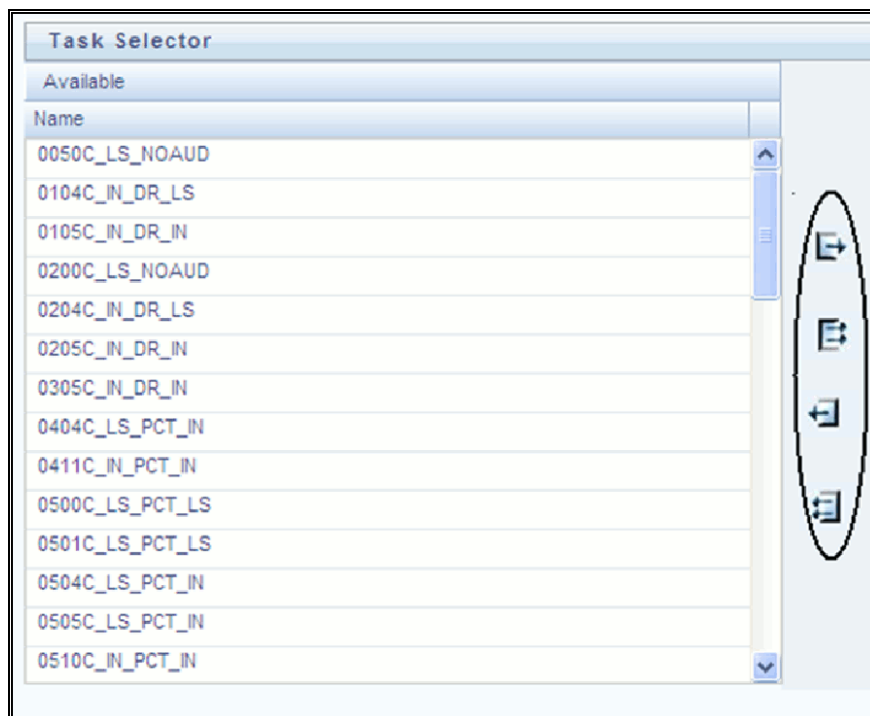 Task Selector
Available
Name
0050C_LS_NOAUD
0104C_IN_DR_LS
0105C_IN_DR_IN
0200C_LS_NOAUD
0204C_IN_DR_LS
0205C_IN_DR_IN
0305C_IN_DR_IN
0404C_LS_PCT_IN
0411C_IN_PCT_IN
0500C_LS_PCT_LS
0501C_LS_PCT_LS
0504C_LS_PCT_IN
0505C_LS_PCT_IN
0510C_IN_PCT_IN